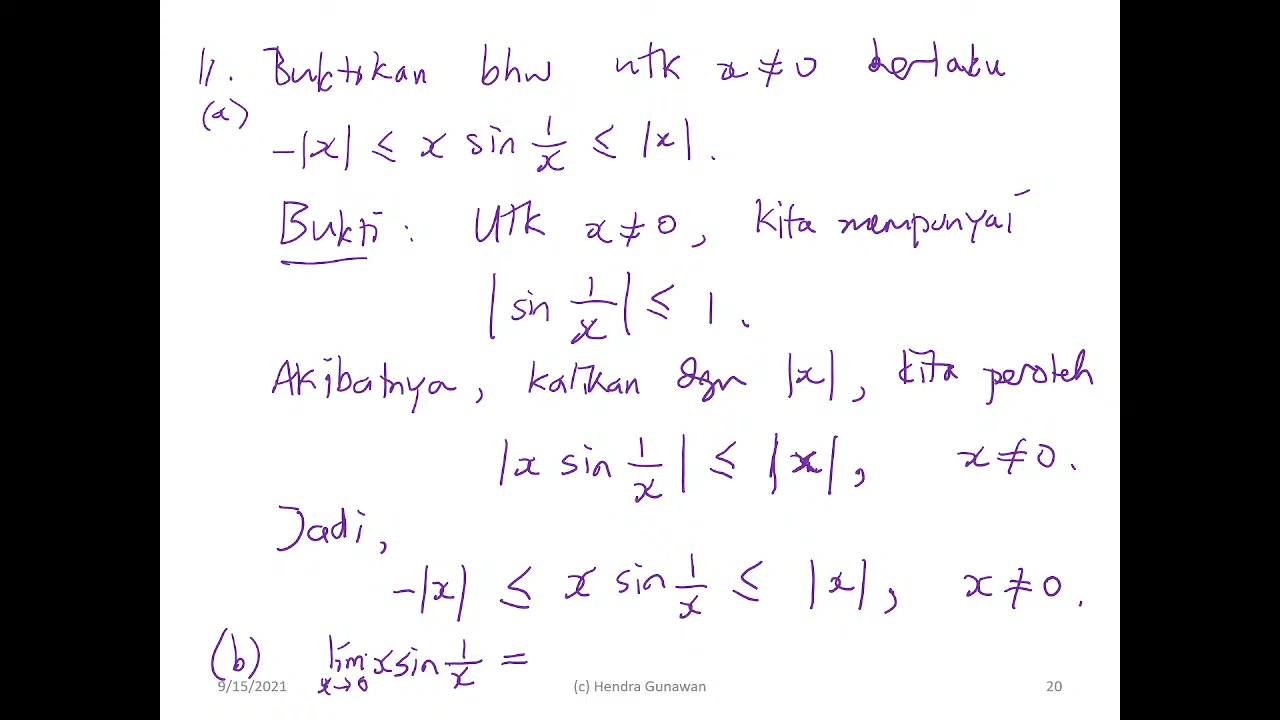 11. Buktikan bhw utk x ≠ 0 berlaku
(a)
-|x| ≤ x sin 1/x ≤ |x|.
Bukti: Utk x ≠ 0, kita mempunyai
|sin 1/x| ≤ 1.
Akibatnya, kalikan dgn |x|, kita peroleh
|x sin 1/x| ≤ |x|, x ≠ 0.
Jadi,
-|x| ≤ x sin 1/x ≤ |x|, x ≠ 0.
(b) lim x→0 x sin 1/x =
9/15/2021 (c) Hendra Gunawan 20